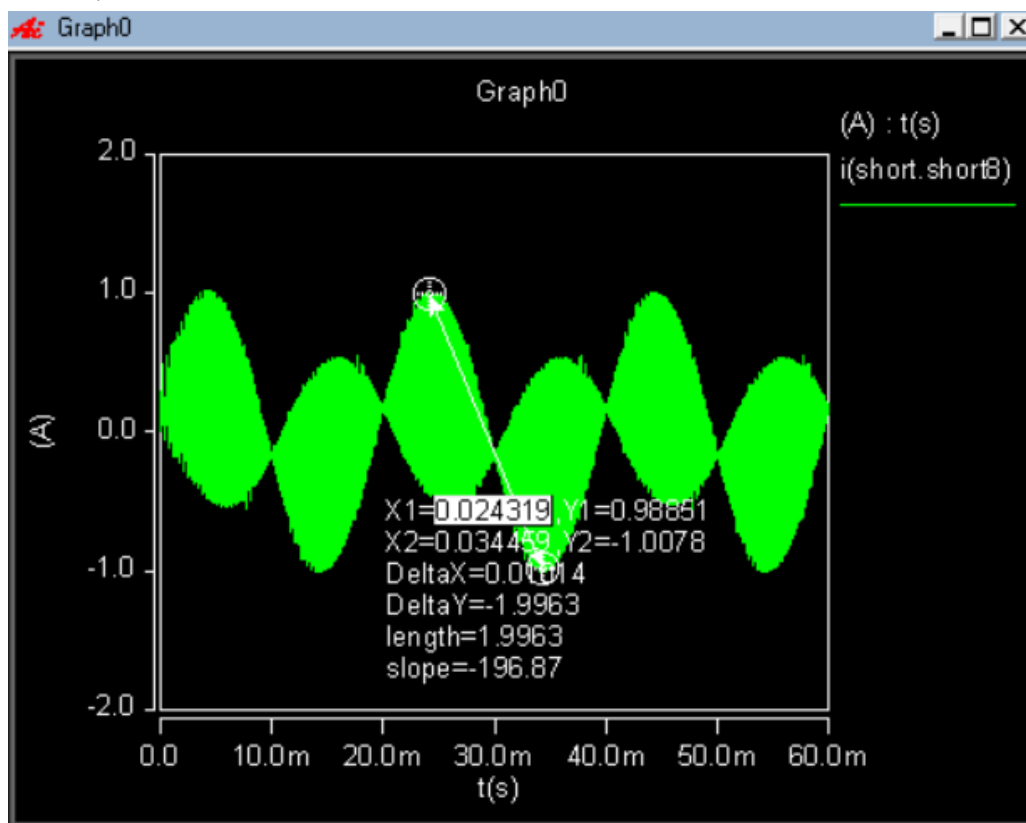 Graph0
Graph0
(A) : t(s)
i(short.short8)
2.0
1.0
0.0
(A)
-1.0
-2.0
X1=0.024319,Y1=0.98851
X2=0.034459,Y2=-1.0078
DeltaX=0.01014
DeltaY=-1.9963
length=1.9963
slope=-196.87
0.0 10.0m 20.0m 30.0m 40.0m 50.0m 60.0m
t(s)